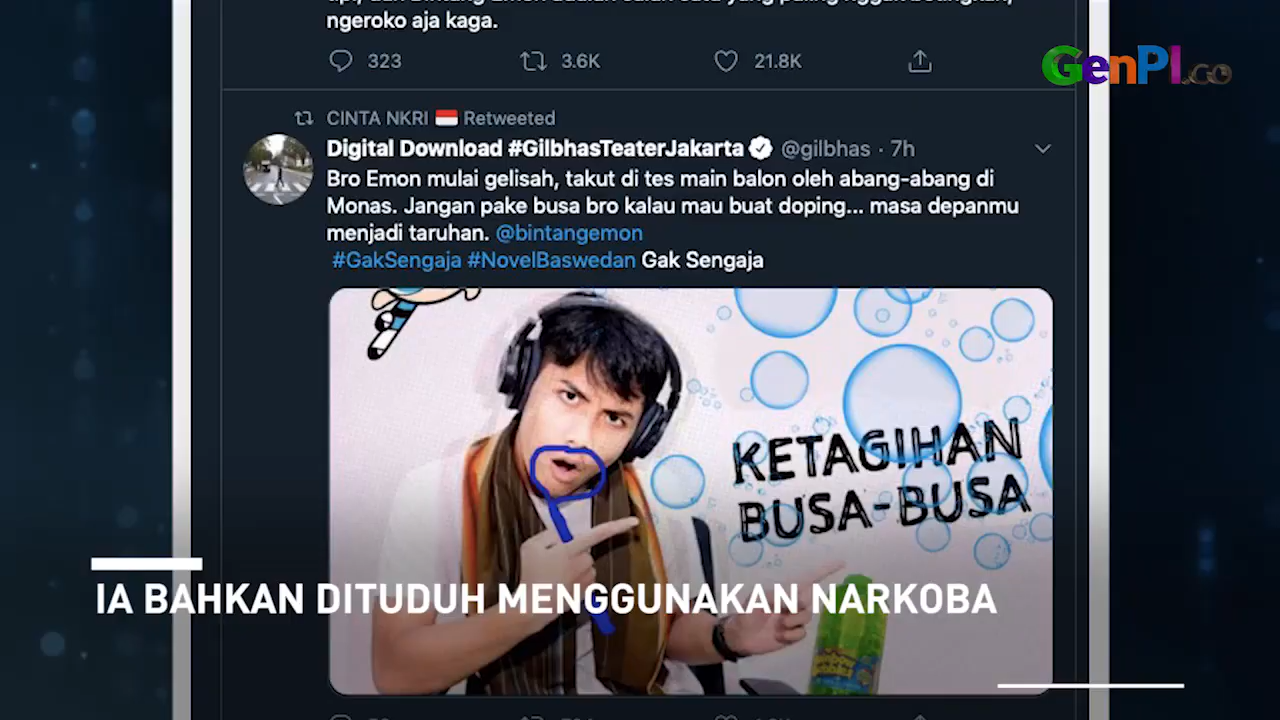 ngeroko aja kaga.
323 3.6K 21.8K
GenPI.co
CINTA NKRI Retweeted
Digital Download #GilbhasTeaterJakarta @gilbhas · 7h
Bro Emon mulai gelisah, takut di tes main balon oleh abang-abang di
Monas. Jangan pake busa bro kalau mau buat doping... masa depanmu
menjadi taruhan. @bintangemon
#GakSengaja #NovelBaswedan Gak Sengaja
KETAGIHAN
BUSA-BUSA
IA BAHKAN DITUDUH MENGGUNAKAN NARKOBA